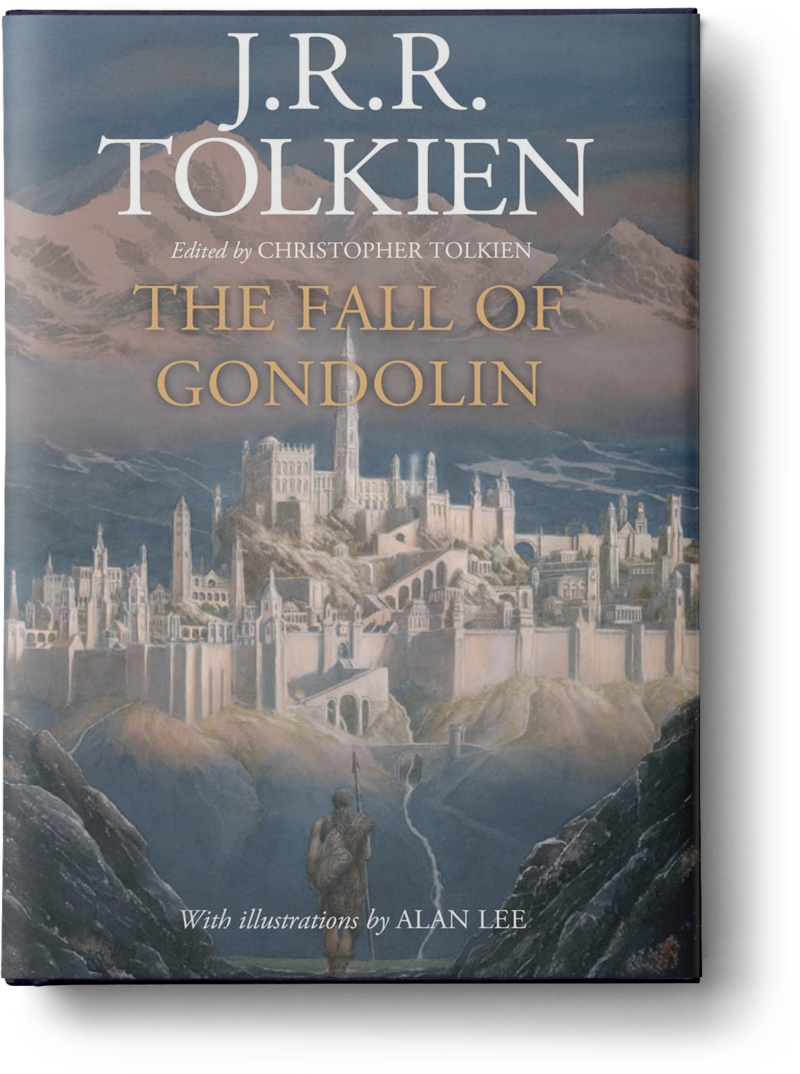 J.R.R.
TOLKIEN
Edited by CHRISTOPHER TOLKIEN
THE FALL OF
GONDOLIN
With illustrations by ALAN LEE